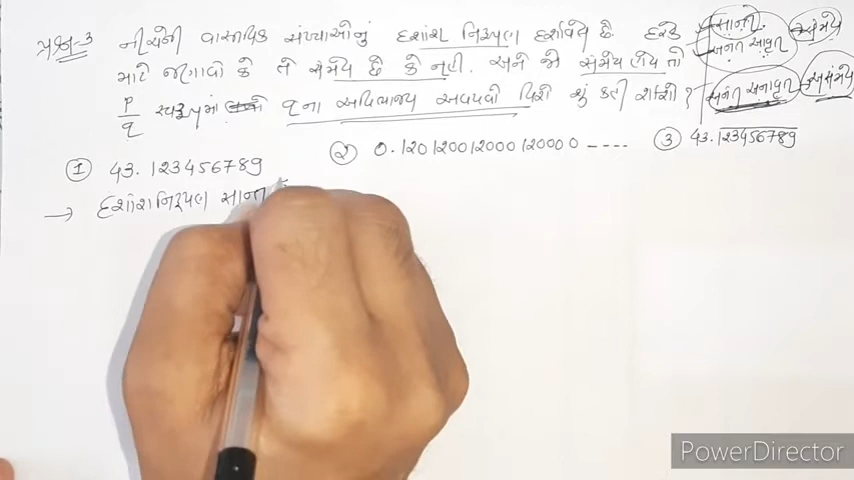 પ્રશ્ન-3 નીચેની વાસ્તવિક સંખ્યાઓનું દશાંશ નિરૂપણ દર્શાવેલ છે. દરેક
માટે જણાવો કે તે સંમેય છે કે નહી. અને જો સંમેય હોય તો
p/q સ્વરૂપમાં q ના અવિભાજ્ય અવયવો વિશે શું કહી શકાશે?
સાન્ત
અનંત આવૃત
સંમેય
અનંત અનાવૃત → અસંમેય
① 43.123456789 ② 0.120120012000120000 ---- ③ 43.123456789
→ દશાંશ નિરૂપણ સાન્ત
PowerDirector